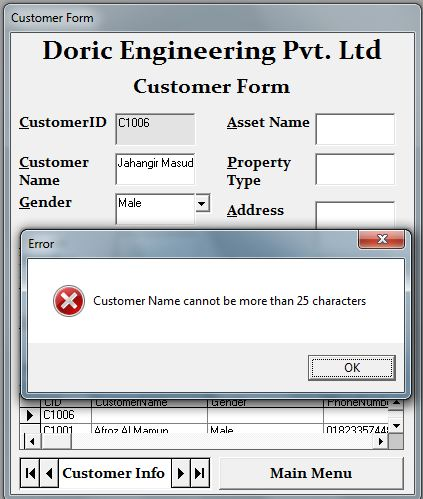 Customer Form
Doric Engineering Pvt. Ltd
Customer Form
CustomerID
C1006
Asset Name
Customer
Name
Jahangir Masud
Property
Type
Gender
Male
Address
Error
Customer Name cannot be more than 25 characters
OK
CID CustomerName Gender PhoneNumb
C1006
C1001 Afroz Al Mamun Male 0182335744
Customer Info
Main Menu